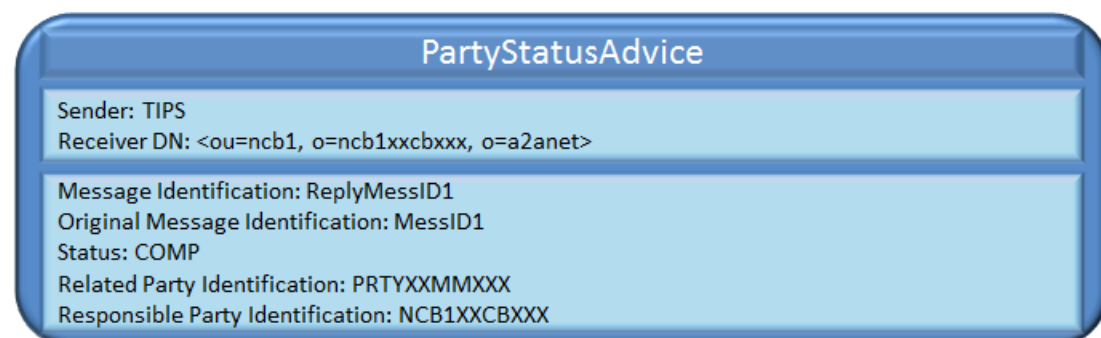 PartyStatusAdvice
Sender: TIPS
Receiver DN: <ou=ncb1, o=ncb1xxcbxxx, o=a2anet>
Message Identification: ReplyMessID1
Original Message Identification: MessID1
Status: COMP
Related Party Identification: PRTYXXMMXXX
Responsible Party Identification: NCB1XXCBXXX